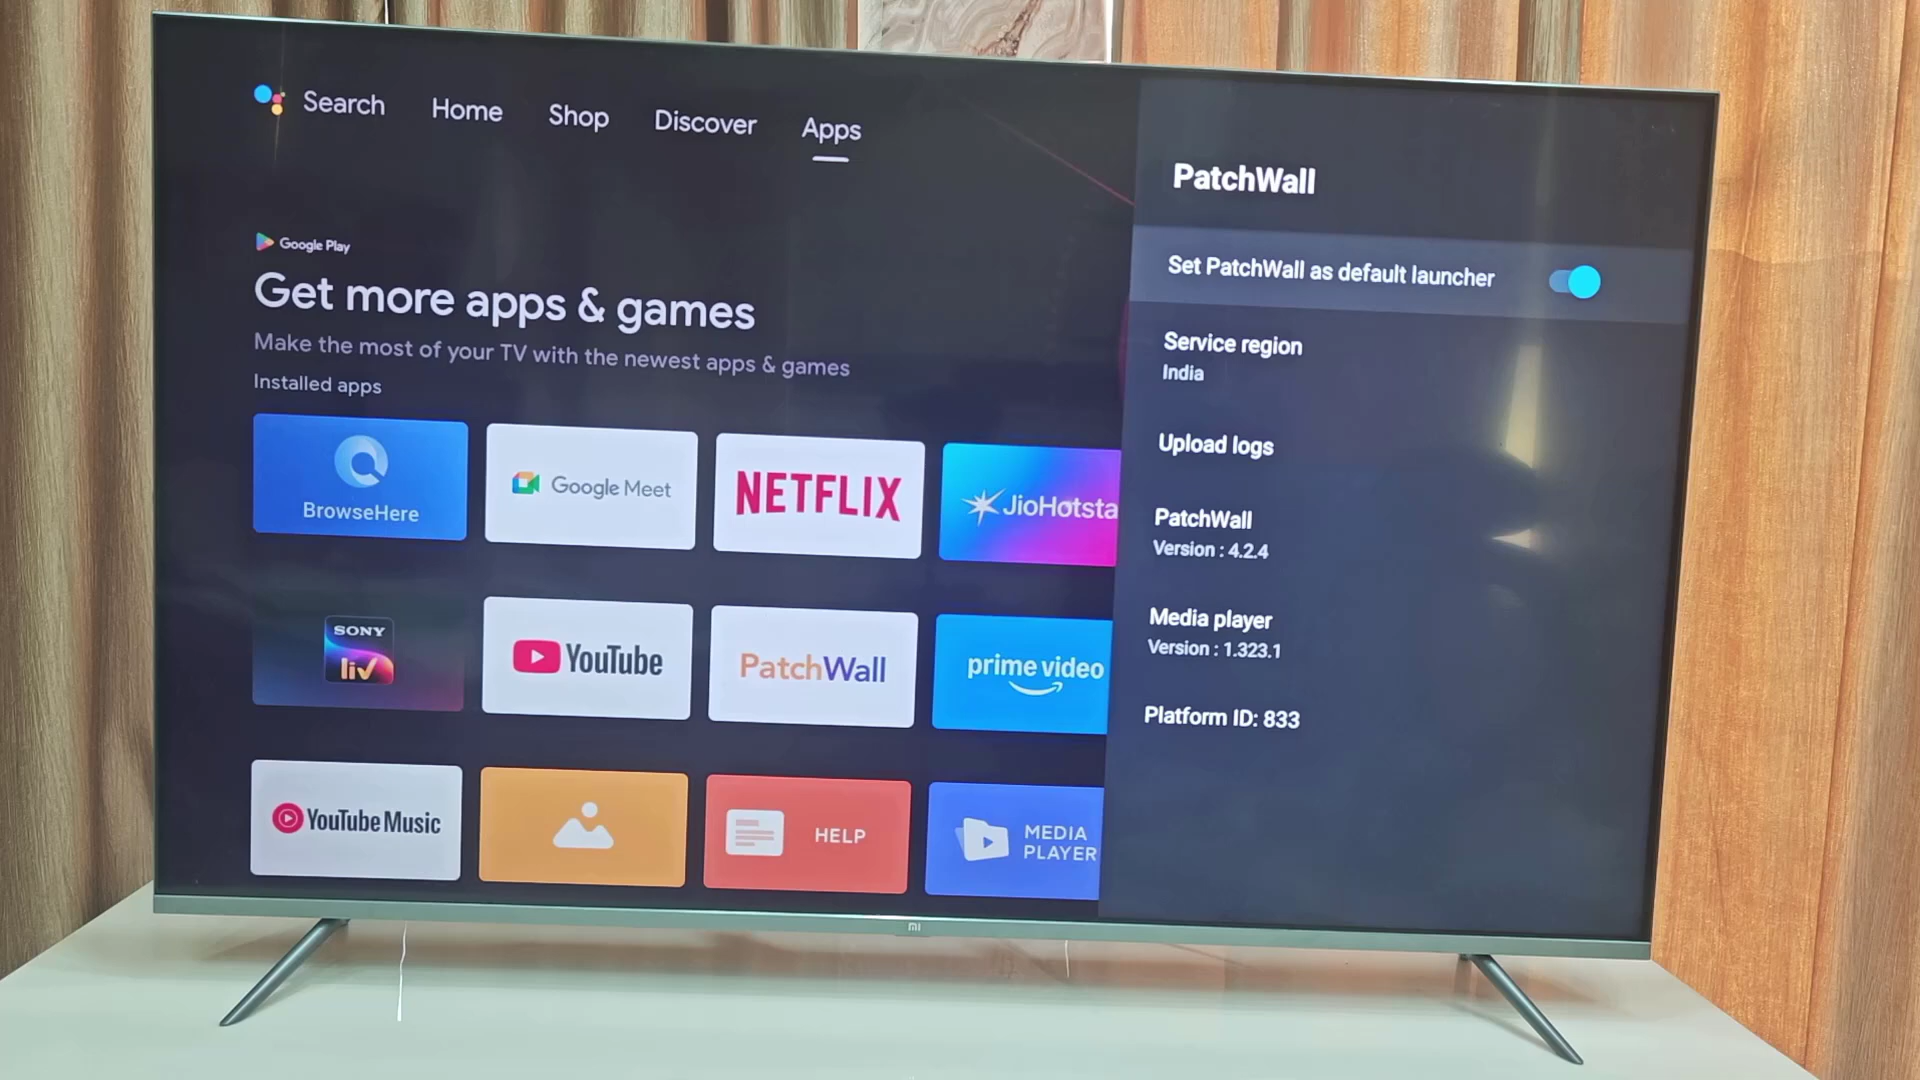 Search Home Shop Discover Apps
Google Play
Get more apps & games
Make the most of your TV with the newest apps & games
Installed apps
BrowseHere
Google Meet
NETFLIX
JioHotsta
SONY
liv
YouTube
PatchWall
prime video
YouTube Music
HELP
MEDIA
PLAYER
PatchWall
Set PatchWall as default launcher
Service region
India
Upload logs
PatchWall
Version : 4.2.4
Media player
Version : 1.323.1
Platform ID: 833
mi